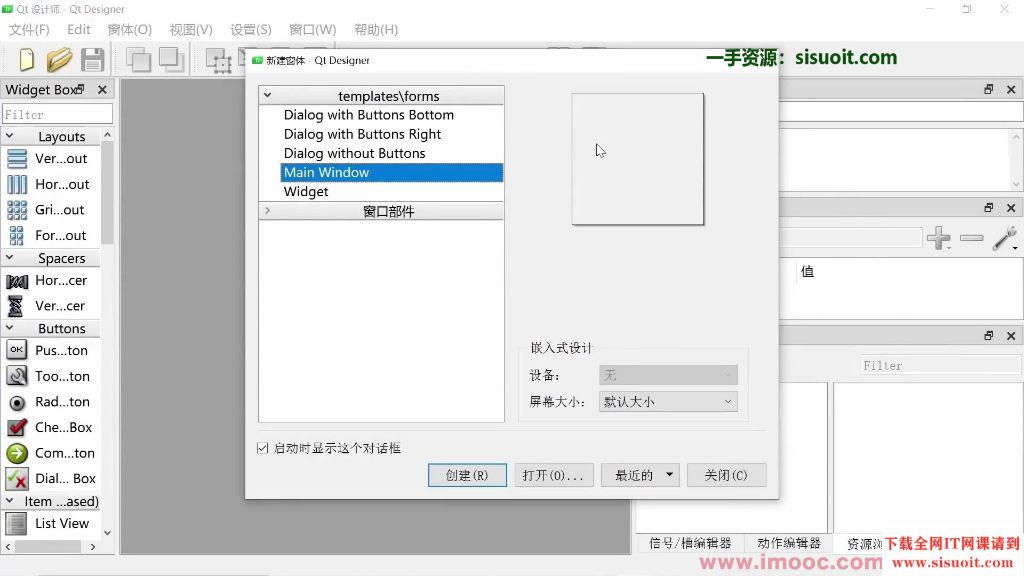 Qt 设计师 - Qt Designer
文件(F) Edit 窗体(O) 视图(V) 设置(S) 窗口(W) 帮助(H)
一手资源：sisuoit.com
Widget Box
Filter
Layouts
Ver...out
Hor...out
Gri...out
For...out
Spacers
Hor...cer
Ver...cer
Buttons
OK
Pus...ton
Too...ton
Rad...ton
Che...Box
Com...ton
Dial... Box
Item ...ased)
List View
新建窗体 - Qt Designer
templates\forms
Dialog with Buttons Bottom
Dialog with Buttons Right
Dialog without Buttons
Main Window
Widget
窗口部件
嵌入式设计
设备： 无
屏幕大小： 默认大小
启动时显示这个对话框
创建(R) 打开(O)... 最近的 关闭(C)
值
Filter
信号/槽编辑器 动作编辑器 资源浏
下载全网IT网课请到
www.imooc.com
www.sisuoit.com